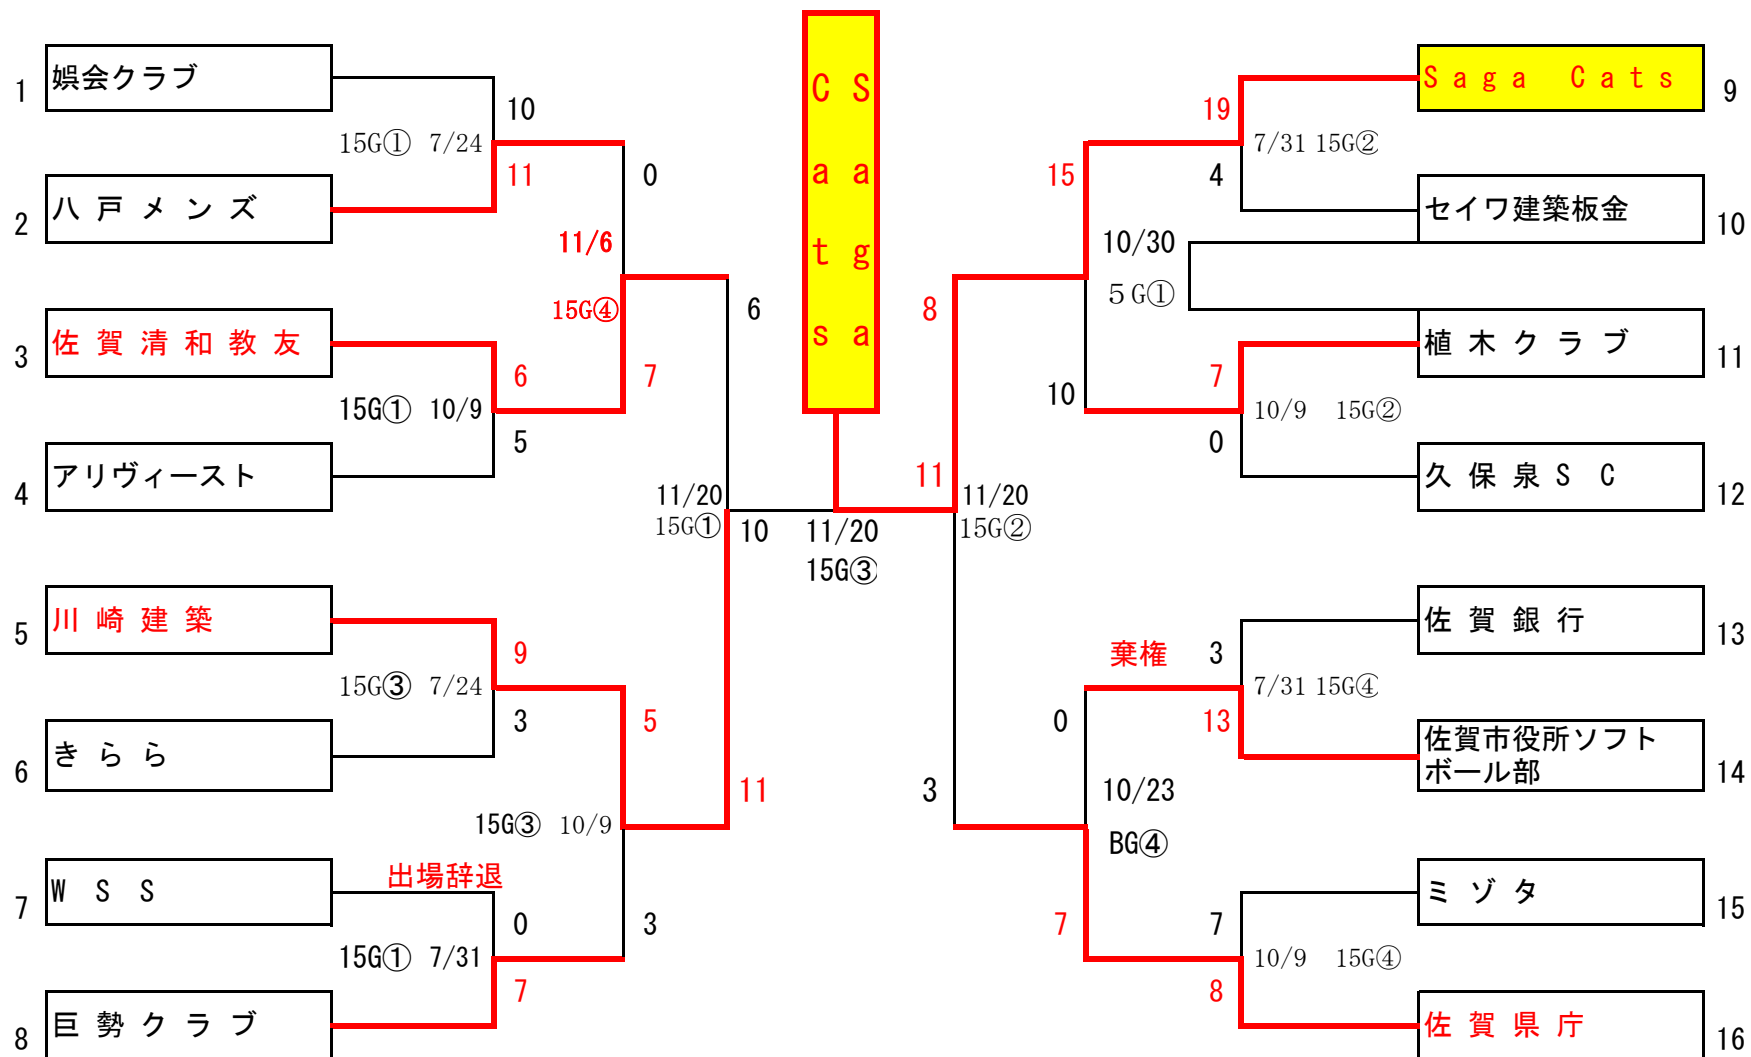 1 娯会クラブ
10
15G① 7/24
11
2 八戸メンズ
0
11/6
15G④
3 佐賀清和教友
6
7
15G① 10/9
5
4 アリヴィースト
6
11/20
15G①
10
5 川崎建築
9
15G③ 7/24
3
5
6 きらら
11
15G③ 10/9
7 WSS
出場辞退
0
3
15G① 7/31
7
8 巨勢クラブ
Saga Cats
11/20
15G③
Saga Cats 9
19
7/31 15G②
15
4
セイワ建築板金 10
10/30
5G①
8
植木クラブ 11
7
10
10/9 15G②
0
久保泉SC 12
11
11/20
15G②
佐賀銀行 13
棄権 3
7/31 15G④
0
13
佐賀市役所ソフト
ボール部 14
3
10/23
BG④
ミゾタ 15
7
7
10/9 15G④
8
佐賀県庁 16